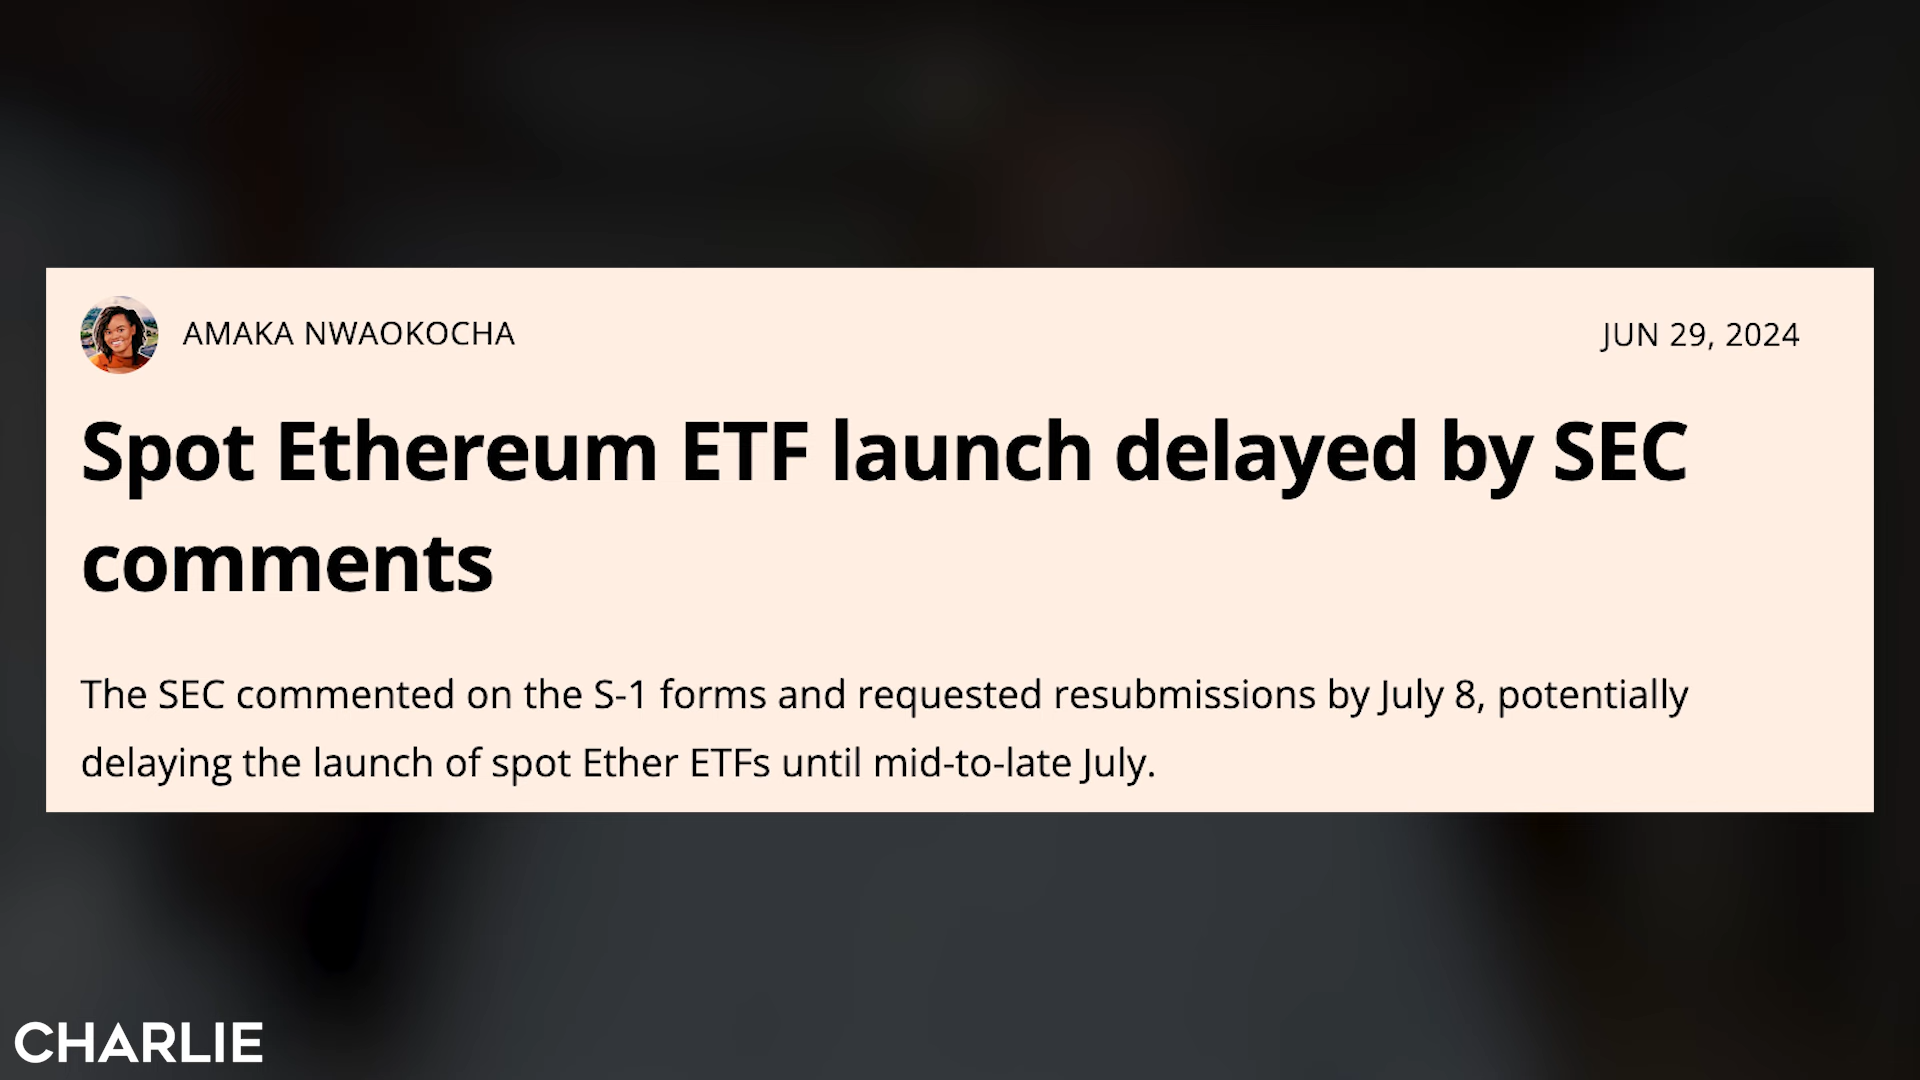 AMAKA NWAOKOCHA
JUN 29, 2024
Spot Ethereum ETF launch delayed by SEC
comments
The SEC commented on the S-1 forms and requested resubmissions by July 8, potentially
delaying the launch of spot Ether ETFs until mid-to-late July.
CHARLIE